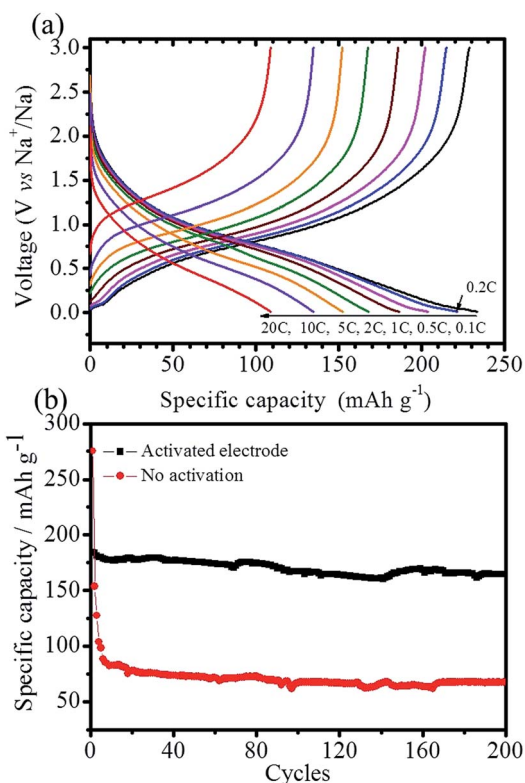 (a)
3.0
2.5
2.0
1.5
1.0
0.5
0.0
Voltage (V vs Na⁺/Na)
0.2C
20C, 10C, 5C, 2C, 1C, 0.5C, 0.1C
0 50 100 150 200 250
Specific capacity (mAh g⁻¹)
(b)
300
250
200
150
100
50
Specific capacity / mAh g⁻¹
Activated electrode
No activation
0 40 80 120 160 200
Cycles